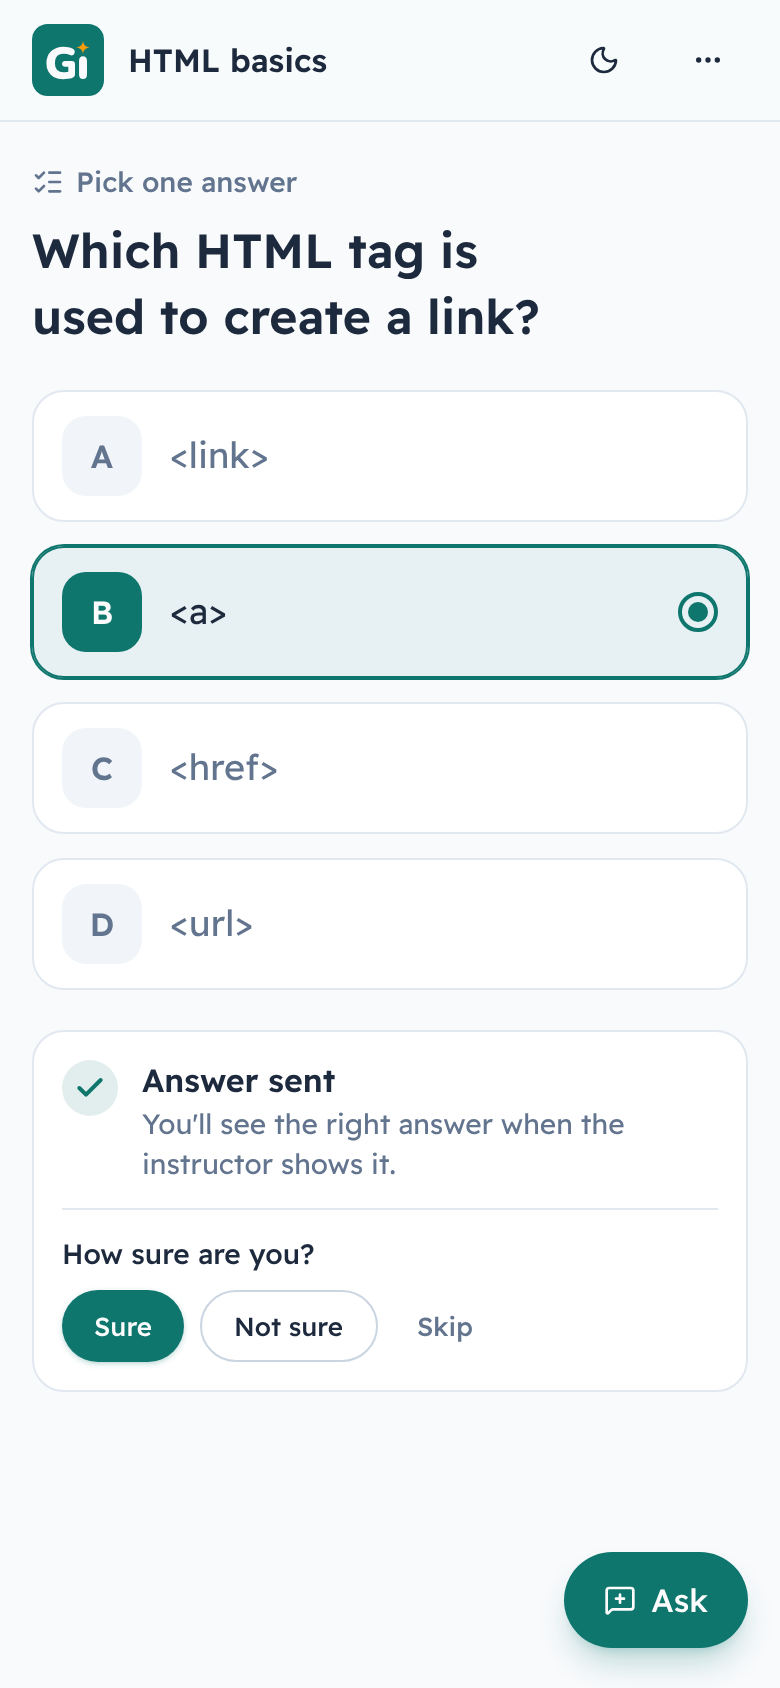 Gi HTML basics
Pick one answer
Which HTML tag is
used to create a link?
A <link>
B <a>
C <href>
D <url>
Answer sent
You'll see the right answer when the
instructor shows it.
How sure are you?
Sure Not sure Skip
Ask